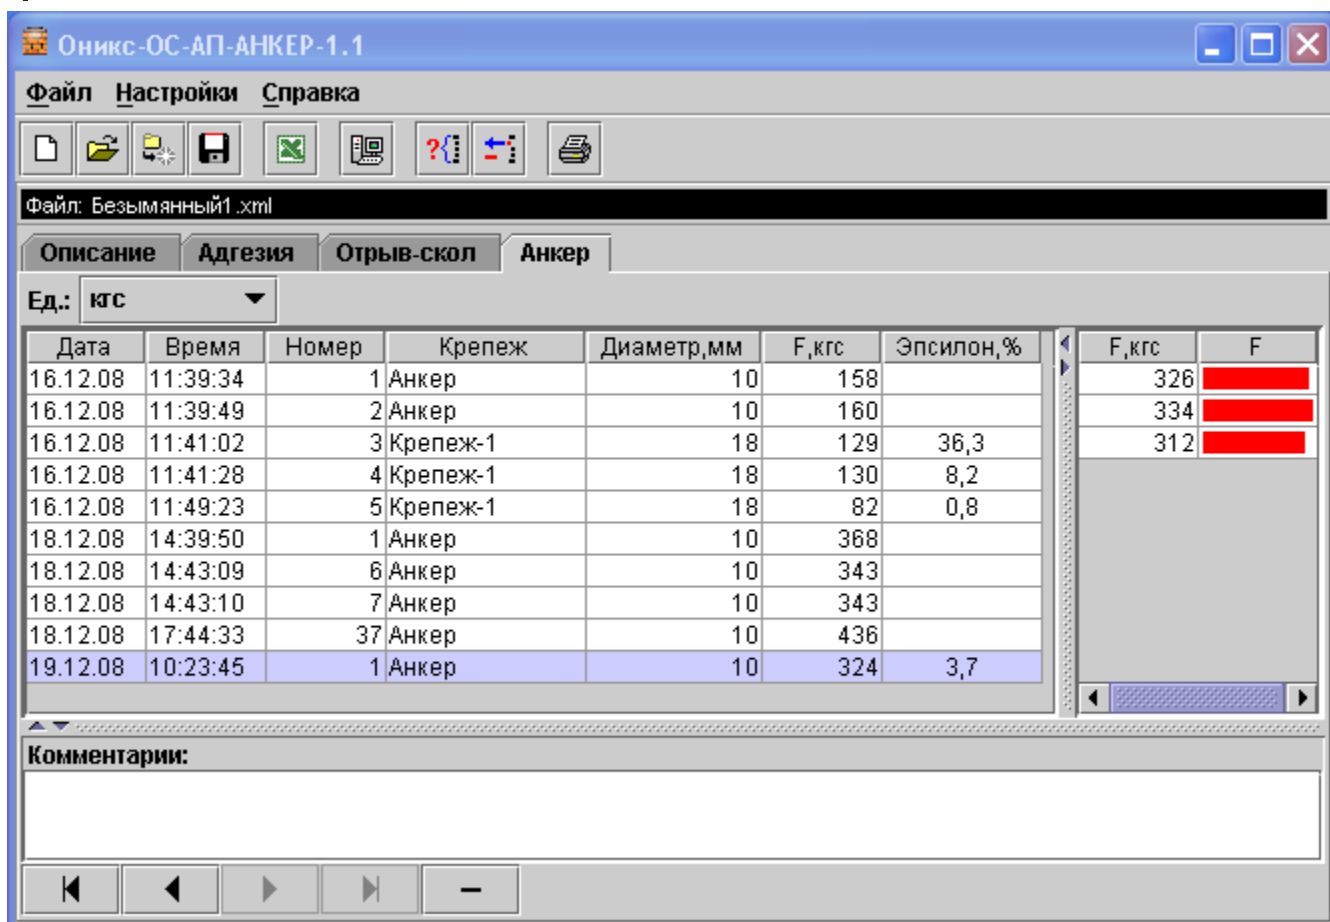 Оникс-ОС-АП-АНКЕР-1.1
Файл Настройки Справка
Файл: Безымянный1.xml
Описание Адгезия Отрыв-скол Анкер
Ед.: кгс
Дата Время Номер Крепеж Диаметр,мм F,кгс Эпсилон,% F,кгс F
16.12.08 11:39:34 1 Анкер 10 158 326
16.12.08 11:39:49 2 Анкер 10 160 334
16.12.08 11:41:02 3 Крепеж-1 18 129 36,3 312
16.12.08 11:41:28 4 Крепеж-1 18 130 8,2
16.12.08 11:49:23 5 Крепеж-1 18 82 0,8
18.12.08 14:39:50 1 Анкер 10 368
18.12.08 14:43:09 6 Анкер 10 343
18.12.08 14:43:10 7 Анкер 10 343
18.12.08 17:44:33 37 Анкер 10 436
19.12.08 10:23:45 1 Анкер 10 324 3,7
Комментарии: